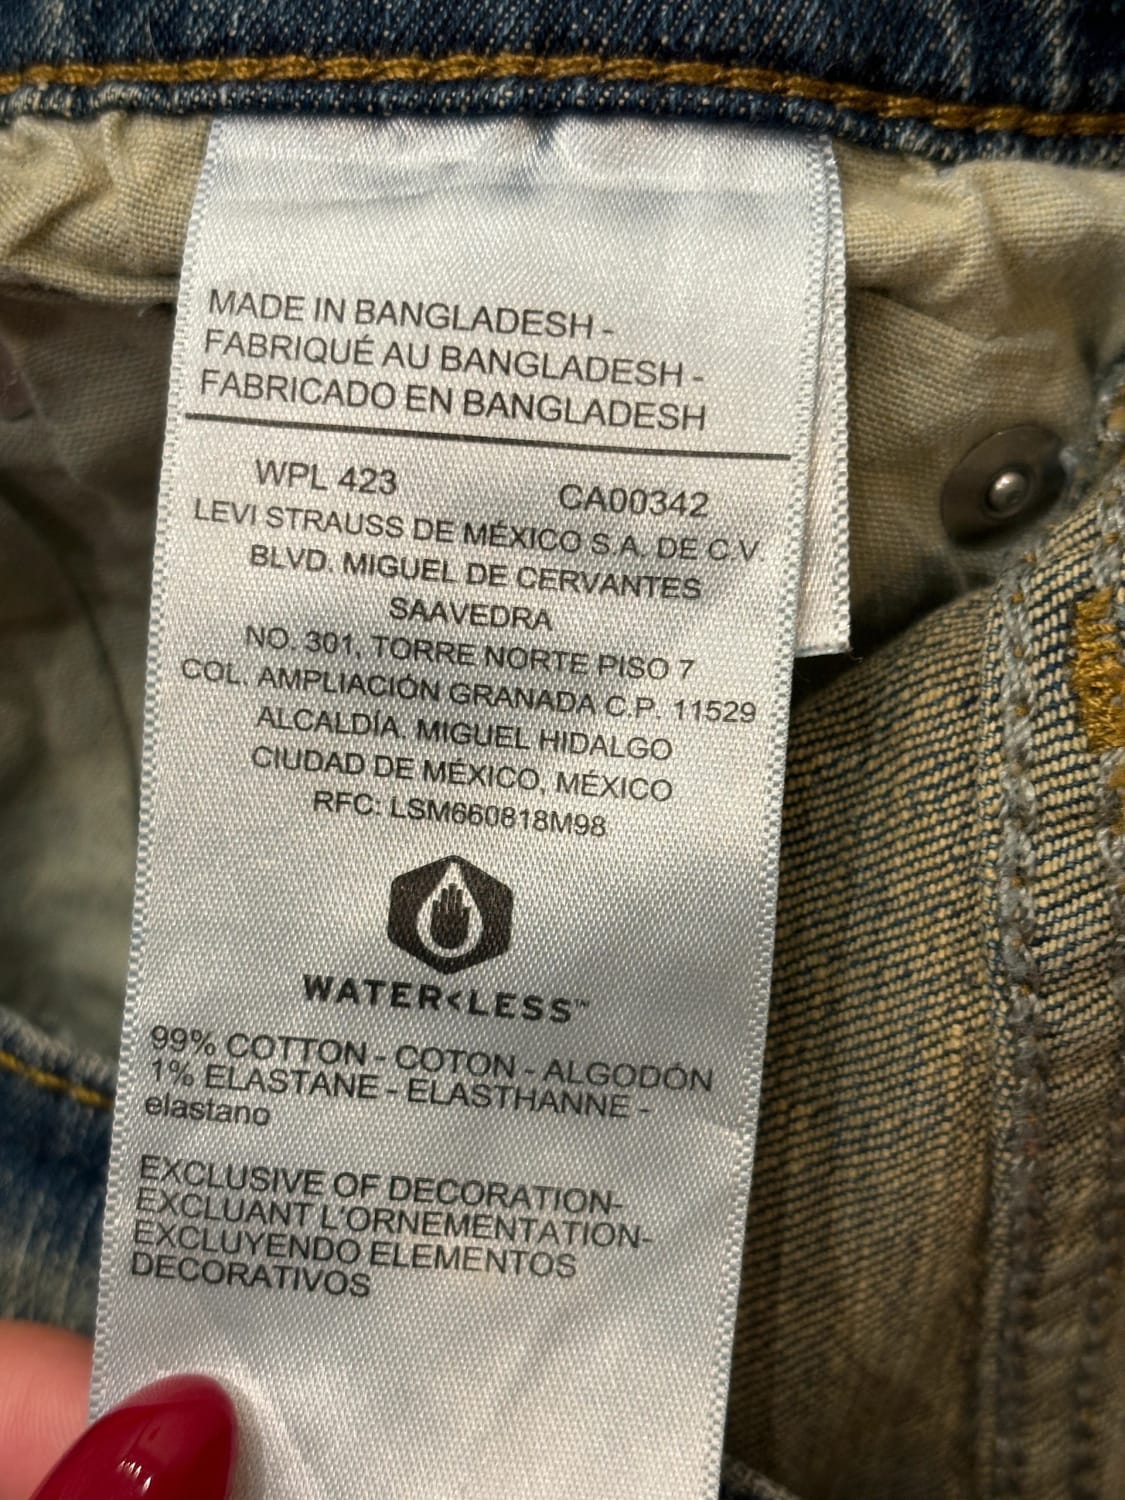 MADE IN BANGLADESH -
FABRIQUÉ AU BANGLADESH -
FABRICADO EN BANGLADESH
WPL 423 CA00342
LEVI STRAUSS DE MÉXICO S.A. DE C.V.
BLVD. MIGUEL DE CERVANTES
SAAVEDRA
NO. 301, TORRE NORTE PISO 7
COL. AMPLIACIÓN GRANADA C.P. 11529
ALCALDÍA. MIGUEL HIDALGO
CIUDAD DE MÉXICO, MÉXICO
RFC: LSM660818M98
WATER<LESS™
99% COTTON - COTON - ALGODÓN
1% ELASTANE - ELASTHANNE -
elastano
EXCLUSIVE OF DECORATION-
EXCLUANT L'ORNEMENTATION-
EXCLUYENDO ELEMENTOS
DECORATIVOS